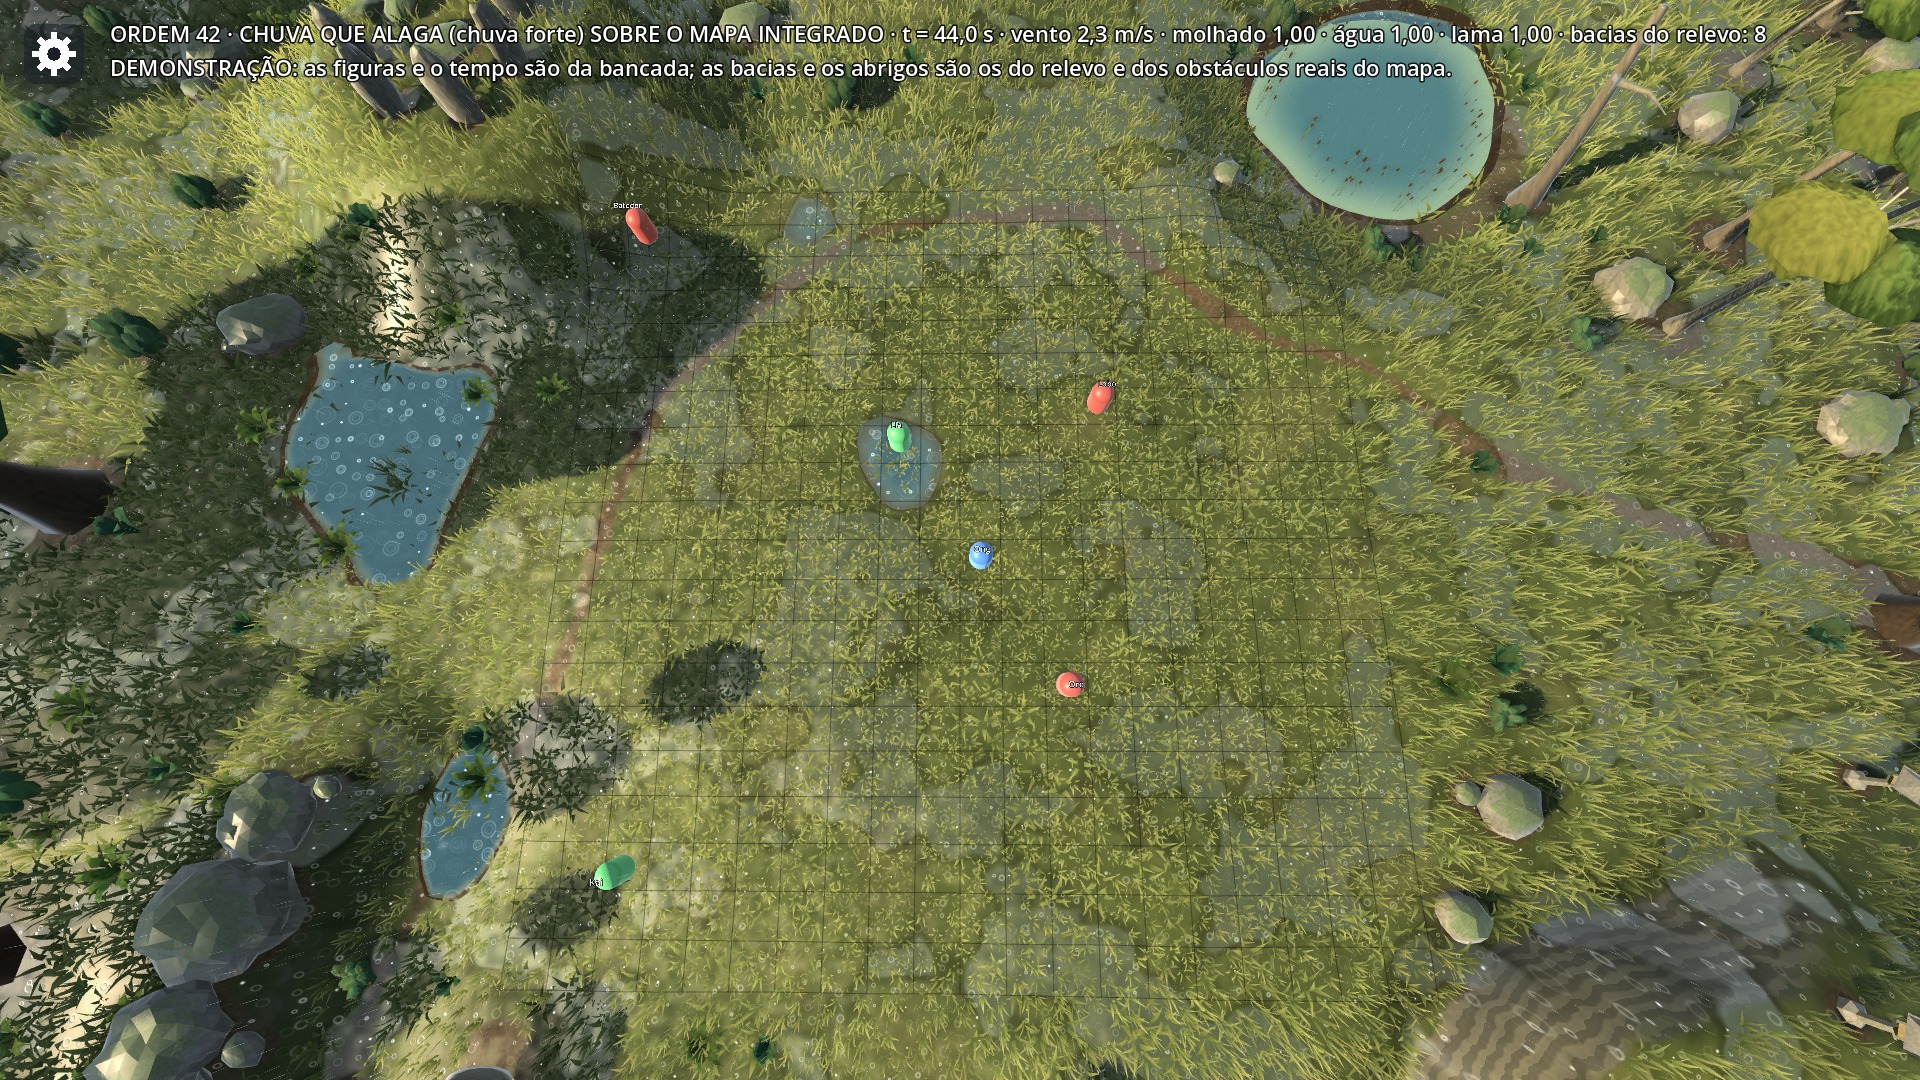 ORDEM 42 · CHUVA QUE ALAGA (chuva forte) SOBRE O MAPA INTEGRADO · t = 44,0 s · vento 2,3 m/s · molhado 1,00 · água 1,00 · lama 1,00 · bacias do relevo: 8
DEMONSTRAÇÃO: as figuras e o tempo são da bancada; as bacias e os abrigos são os do relevo e dos obstáculos reais do mapa.
Batedor
Kai